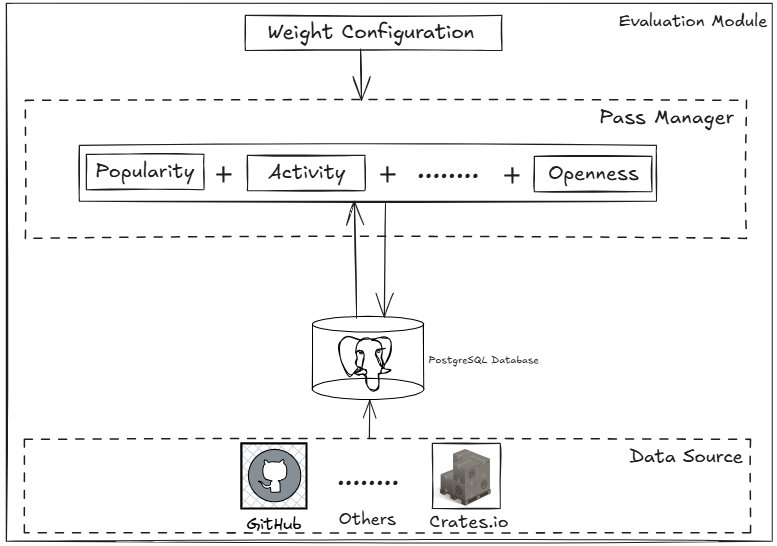 Evaluation Module
Weight Configuration
Pass Manager
Popularity + Activity + ........ + Openness
PostgreSQL Database
Data Source
........
GitHub Others Crates.io